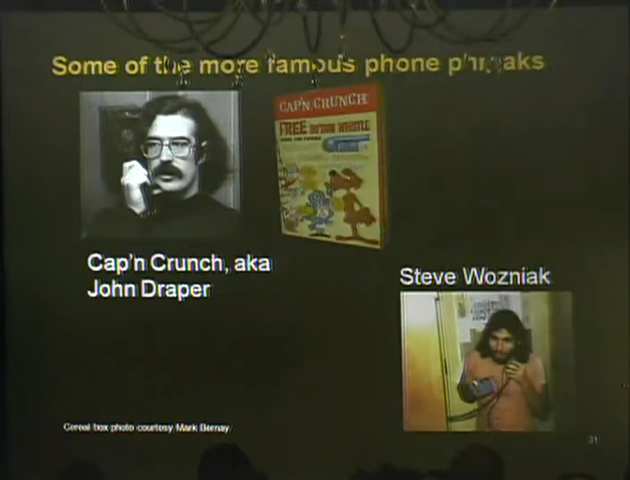 Some of the more famous phone phreaks
CAP'N CRUNCH
FREE BO'SUN WHISTLE
Cap'n Crunch, aka
John Draper
Steve Wozniak
Cereal box photo courtesy Mark Bernay
31